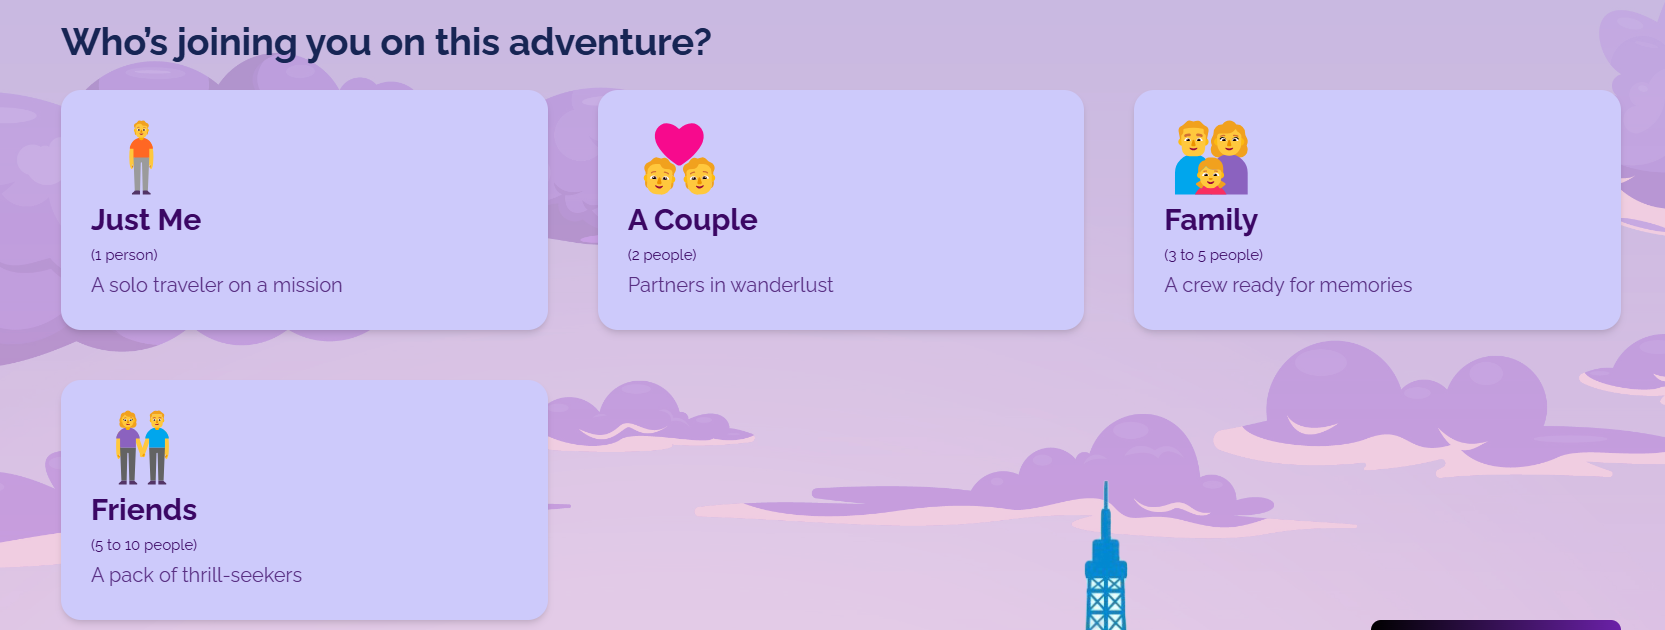 Who’s joining you on this adventure?
Just Me
(1 person)
A solo traveler on a mission
A Couple
(2 people)
Partners in wanderlust
Family
(3 to 5 people)
A crew ready for memories
Friends
(5 to 10 people)
A pack of thrill-seekers